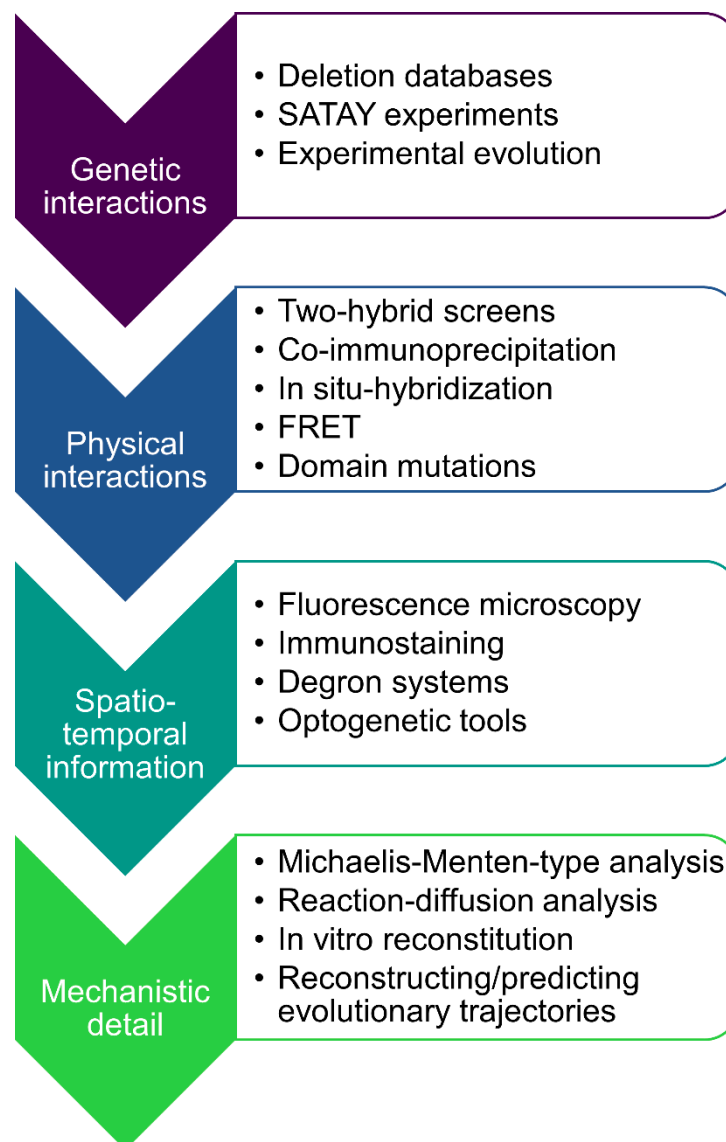 Genetic
interactions
• Deletion databases
• SATAY experiments
• Experimental evolution
Physical
interactions
• Two-hybrid screens
• Co-immunoprecipitation
• In situ-hybridization
• FRET
• Domain mutations
Spatio-
temporal
information
• Fluorescence microscopy
• Immunostaining
• Degron systems
• Optogenetic tools
Mechanistic
detail
• Michaelis-Menten-type analysis
• Reaction-diffusion analysis
• In vitro reconstitution
• Reconstructing/predicting
evolutionary trajectories